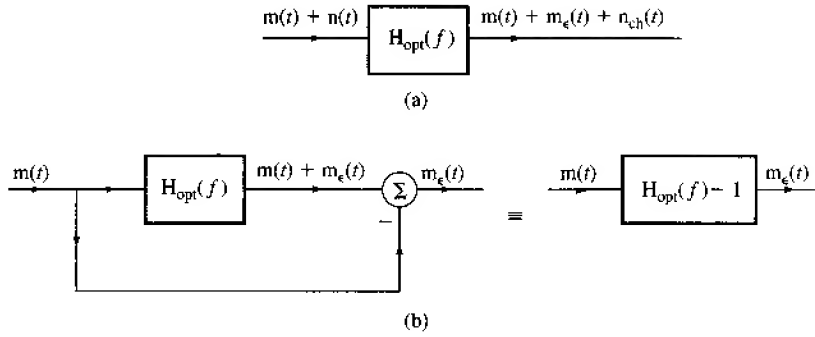 m(t) + n(t)
H_opt(f)
m(t) + m_ϵ(t) + n_ch(t)
(a)
m(t)
H_opt(f)
m(t) + m_ϵ(t)
Σ
m_ϵ(t)
−
≡
m(t)
H_opt(f) − 1
m_ϵ(t)
(b)